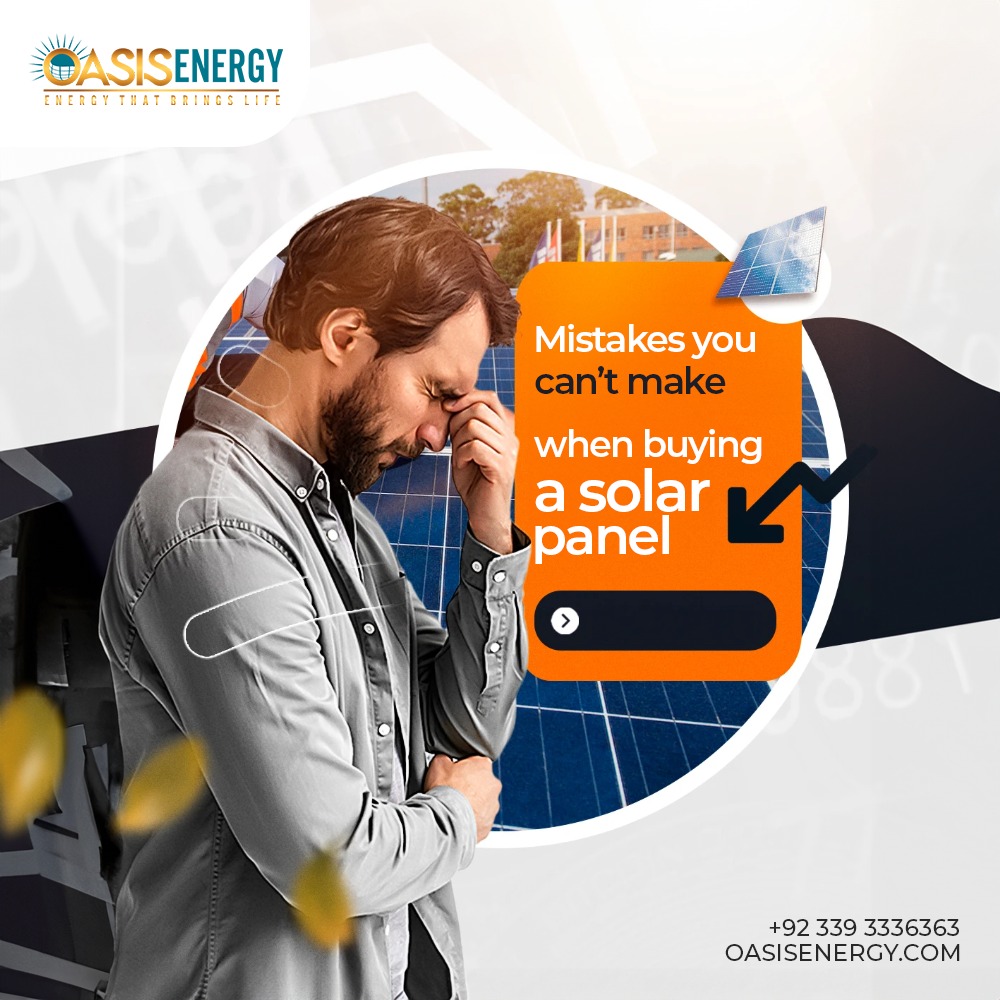 OASISENERGY
ENERGY THAT BRINGS LIFE
Mistakes you
can’t make
when buying
a solar
panel
+92 339 3336363
OASISENERGY.COM